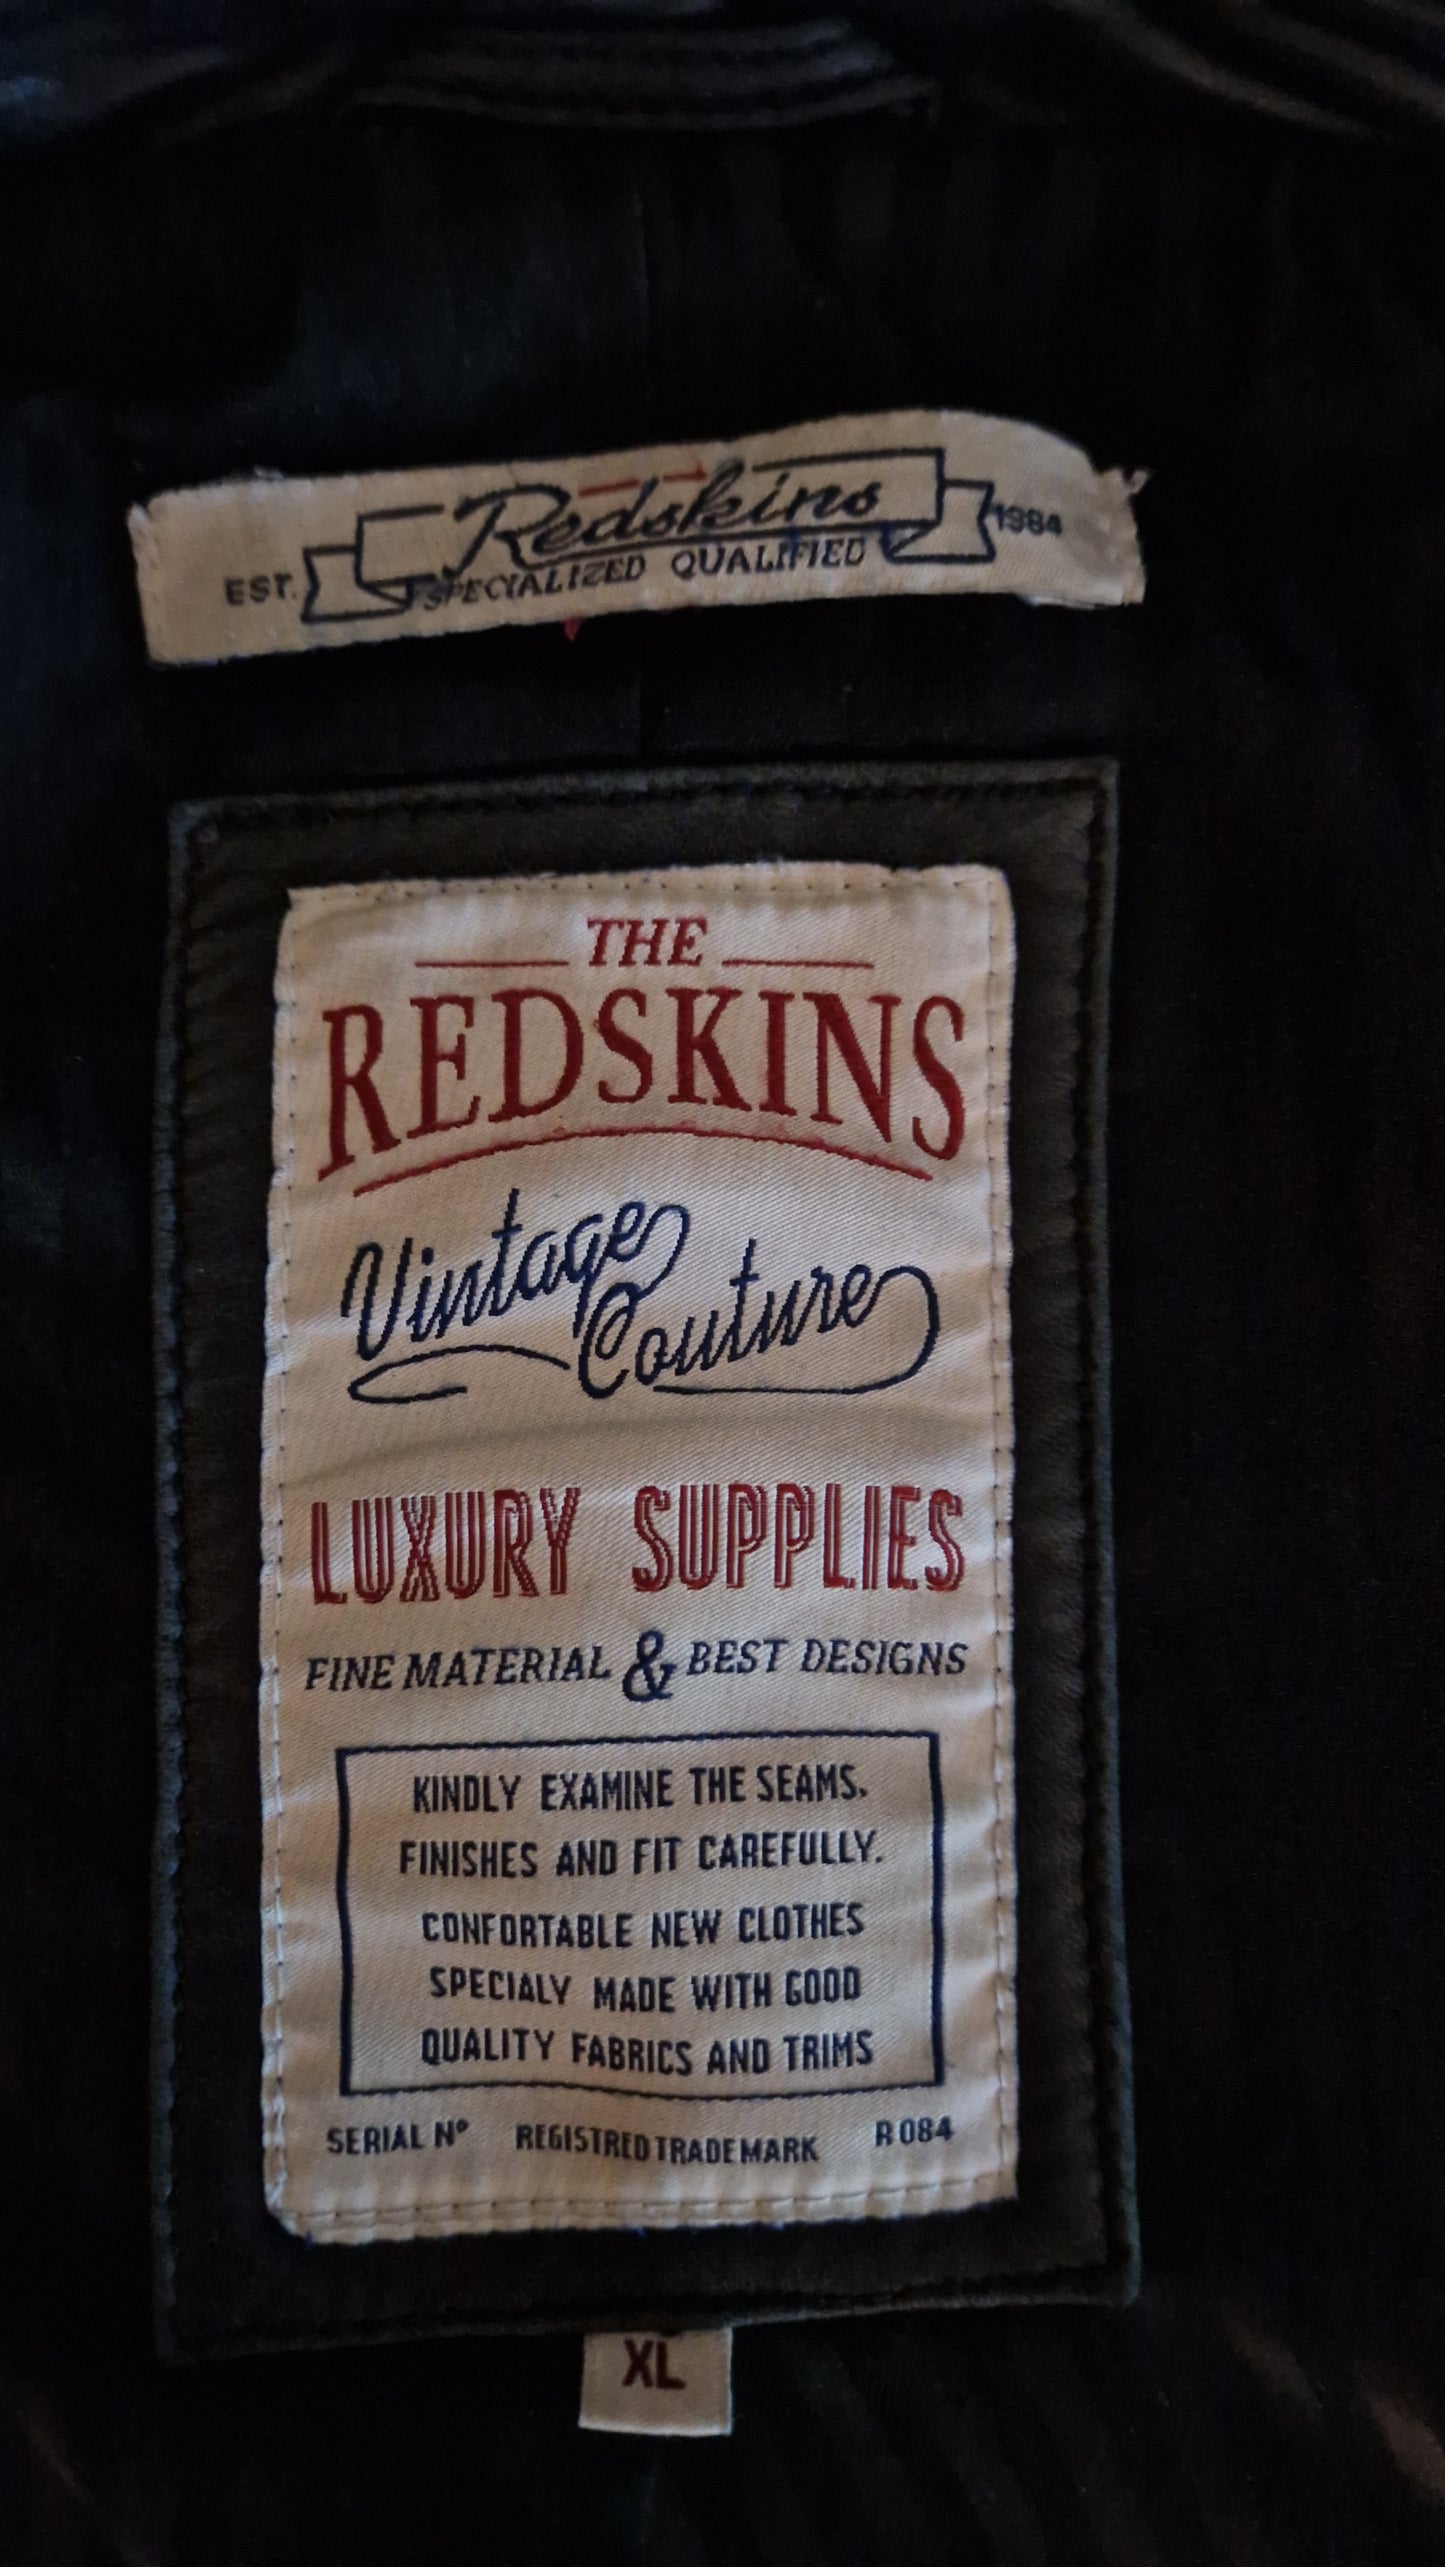 Redskins
EST. SPECIALIZED QUALIFIED 1984
THE
REDSKINS
Vintage
Couture
LUXURY SUPPLIES
FINE MATERIAL & BEST DESIGNS
KINDLY EXAMINE THE SEAMS.
FINISHES AND FIT CAREFULLY.
CONFORTABLE NEW CLOTHES
SPECIALY MADE WITH GOOD
QUALITY FABRICS AND TRIMS
SERIAL Nº REGISTRED TRADEMARK R 084
XL